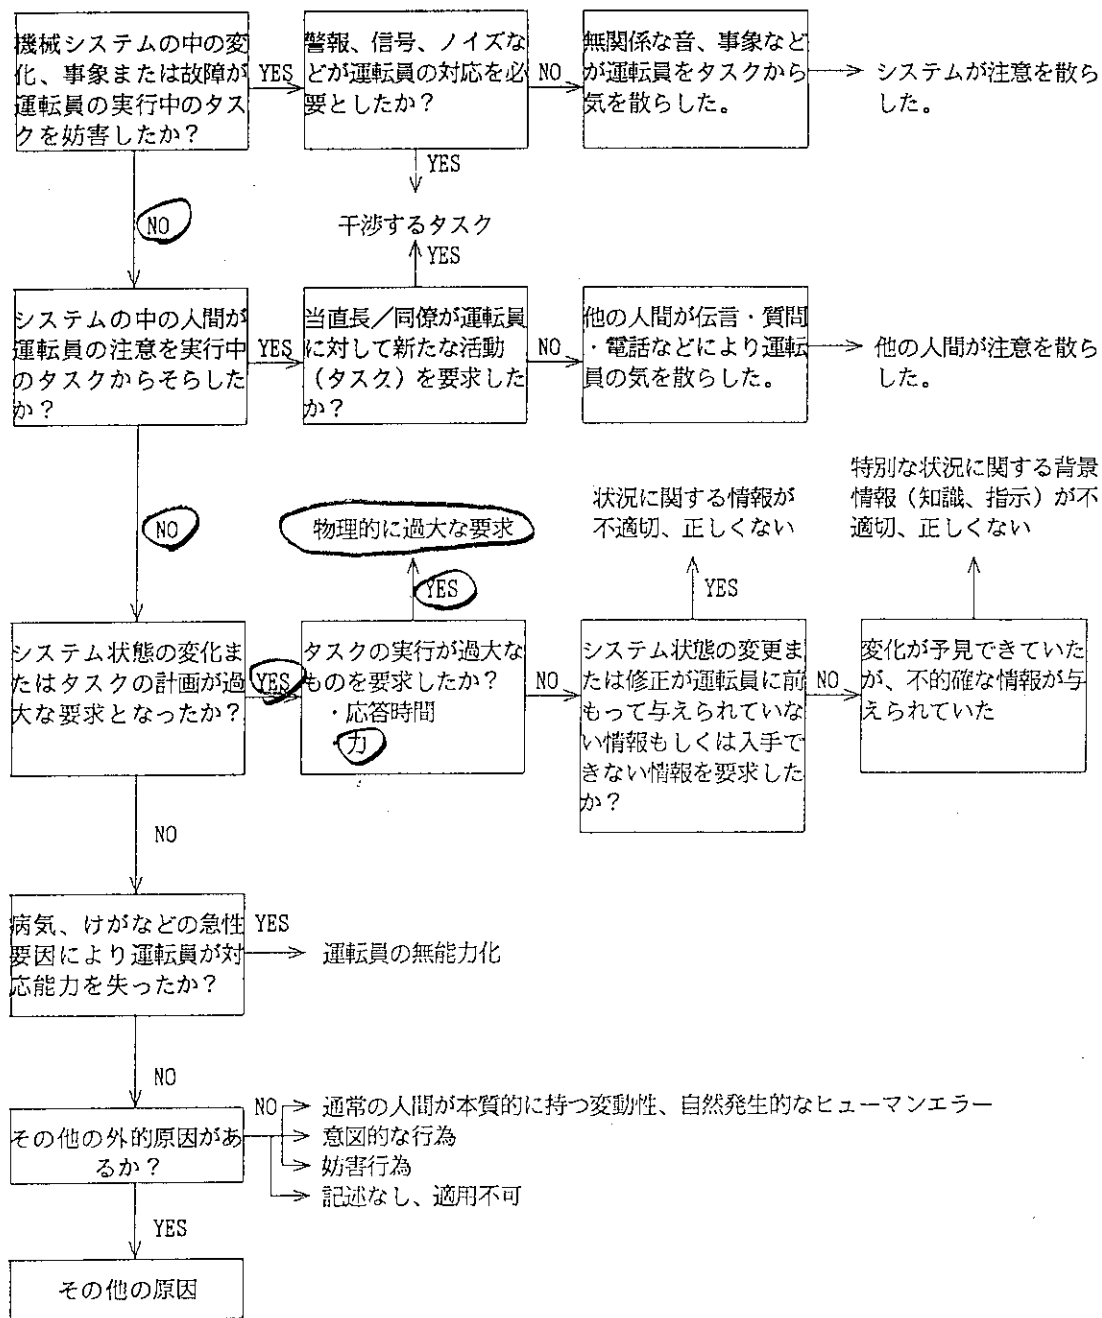 機械システムの中の変
化、事象または故障が
運転員の実行中のタス
クを妨害したか？
YES
警報、信号、ノイズな
どが運転員の対応を必
要としたか？
NO
無関係な音、事象など
が運転員をタスクから
気を散らした。
システムが注意を散ら
した。
YES
NO
干渉するタスク
YES
システムの中の人間が
運転員の注意を実行中
のタスクからそらした
か？
YES
当直長／同僚が運転員
に対して新たな活動
（タスク）を要求した
か？
NO
他の人間が伝言・質問
・電話などにより運転
員の気を散らした。
他の人間が注意を散ら
した。
NO
物理的に過大な要求
状況に関する情報が
不適切、正しくない
特別な状況に関する背景
情報（知識、指示）が不
適切、正しくない
YES
YES
システム状態の変化ま
たはタスクの計画が過
大な要求となったか？
YES
タスクの実行が過大な
ものを要求したか？
・応答時間
・力
NO
システム状態の変更ま
たは修正が運転員に前
もって与えられていな
い情報もしくは入手で
きない情報を要求した
か？
NO
変化が予見できていた
が、不的確な情報が与
えられていた
NO
病気、けがなどの急性
要因により運転員が対
応能力を失ったか？
YES
運転員の無能力化
NO
その他の外的原因があ
るか？
NO
通常の人間が本質的に持つ変動性、自然発生的なヒューマンエラー
意図的な行為
妨害行為
記述なし、適用不可
YES
その他の原因